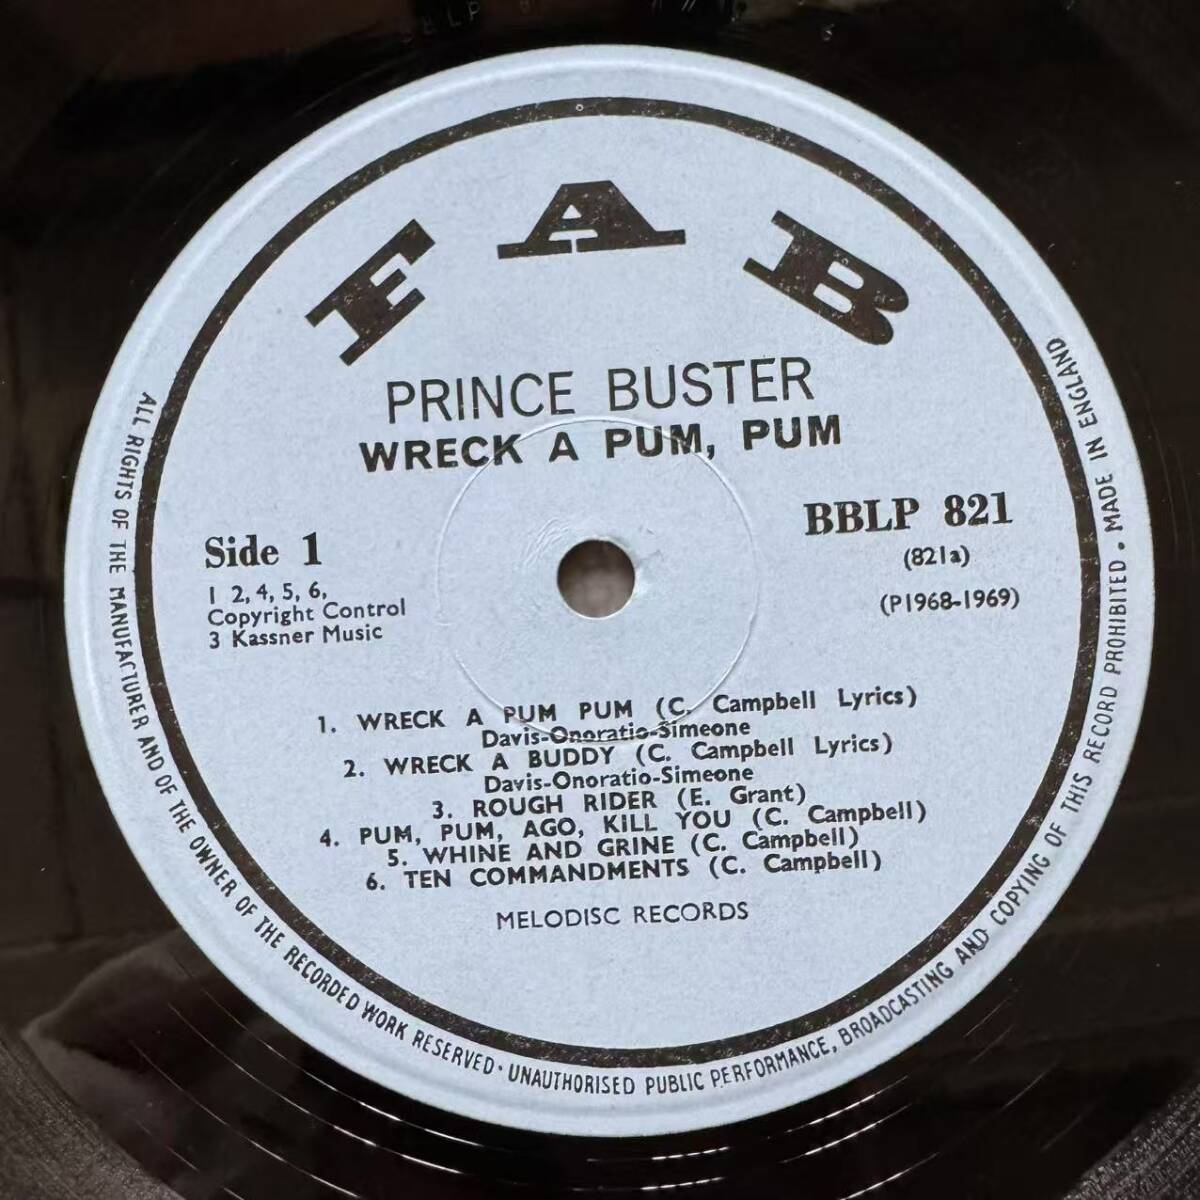 FAB
PRINCE BUSTER
WRECK A PUM, PUM
Side 1
1 2, 4, 5, 6,
Copyright Control
3 Kassner Music
BBLP 821
(821a)
(P1968-1969)
1. WRECK A PUM PUM (C. Campbell Lyrics)
Davis-Onoratio-Simeone
2. WRECK A BUDDY (C. Campbell Lyrics)
Davis-Onoratio-Simeone
3. ROUGH RIDER (E. Grant)
4. PUM, PUM, AGO, KILL YOU (C. Campbell)
5. WHINE AND GRINE (C. Campbell)
6. TEN COMMANDMENTS (C. Campbell)
MELODISC RECORDS
ALL RIGHTS OF THE MANUFACTURER AND OF THE OWNER OF THE RECORDED WORK RESERVED · UNAUTHORISED PUBLIC PERFORMANCE, BROADCASTING AND COPYING OF THIS RECORD PROHIBITED · MADE IN ENGLAND